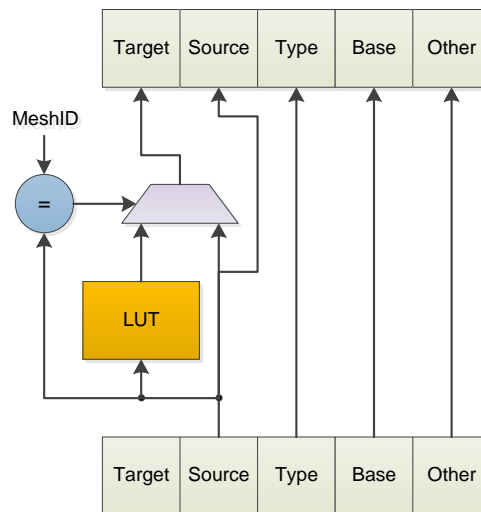 Target Source Type Base Other
MeshID
=
LUT
Target Source Type Base Other